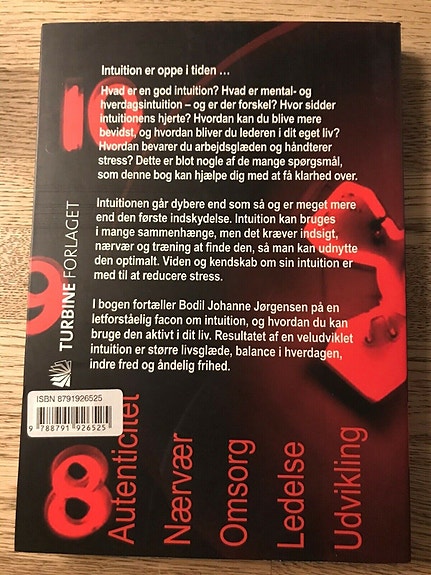 Intuition er oppe i tiden ...
Hvad er en god intuition? Hvad er mental- og
hverdagsintuition – og er der forskel? Hvor sidder
intuitionens hjerte? Hvordan kan du blive mere
bevidst, og hvordan bliver du lederen i dit eget liv?
Hvordan bevarer du arbejdsglæden og håndterer
stress? Dette er blot nogle af de mange spørgsmål,
som denne bog kan hjælpe dig med at få klarhed over.
Intuitionen går dybere end som så og er meget mere
end den første indskydelse. Intuition kan bruges
i mange sammenhænge, men det kræver indsigt,
nærvær og træning at finde den, så man kan udnytte
den optimalt. Viden og kendskab om sin intuition er
med til at reducere stress.
I bogen fortæller Bodil Johanne Jørgensen på en
letforståelig facon om intuition, og hvordan du kan
bruge den aktivt i dit liv. Resultatet af en veludviklet
intuition er større livsglæde, balance i hverdagen,
indre fred og åndelig frihed.
10
9
8
TURBINE FORLAGET
ISBN 8791926525
9 788791 926525
Autenticitet
Nærvær
Omsorg
Ledelse
Udvikling